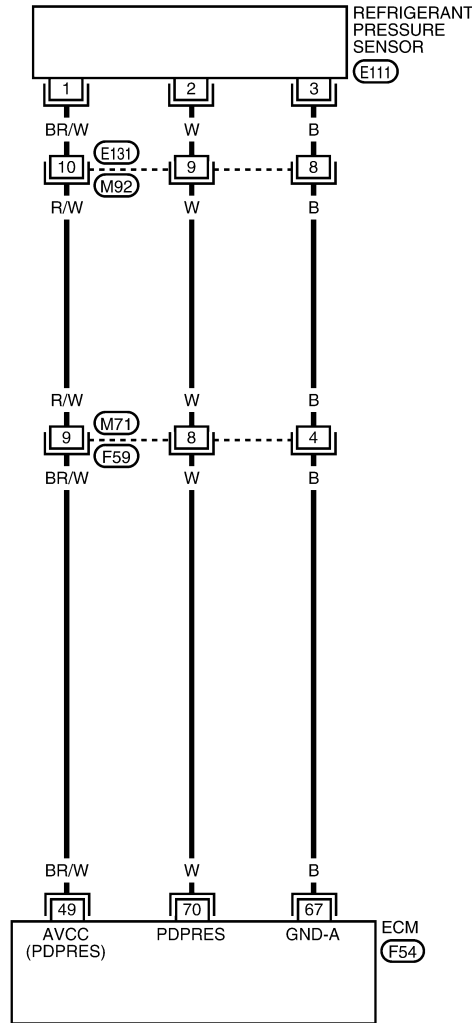 REFRIGERANT
PRESSURE
SENSOR
E111
1 2 3
BR/W W B
E131
10 9 8
M92
R/W W B
R/W W B
M71
9 8 4
F59
BR/W W B
BR/W W B
49 70 67
AVCC PDPRES GND-A
(PDPRES)
ECM
F54